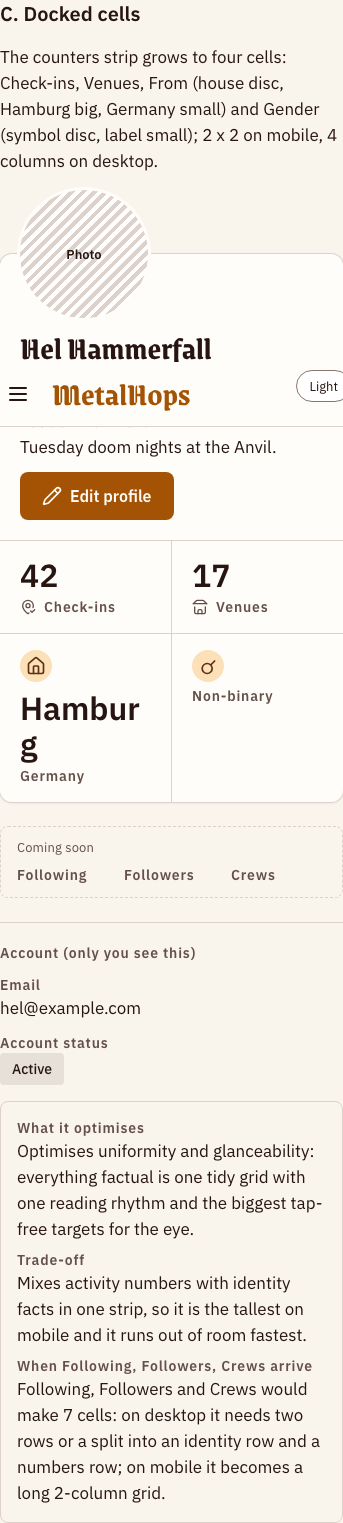 C. Docked cells
The counters strip grows to four cells:
Check-ins, Venues, From (house disc,
Hamburg big, Germany small) and Gender
(symbol disc, label small); 2 x 2 on mobile, 4
columns on desktop.
Photo
Hel Hammerfall
MetalHops
Light
Tuesday doom nights at the Anvil.
Edit profile
42
Check-ins
17
Venues
Hambur
g
Germany
Non-binary
Coming soon
Following Followers Crews
Account (only you see this)
Email
hel@example.com
Account status
Active
What it optimises
Optimises uniformity and glanceability:
everything factual is one tidy grid with
one reading rhythm and the biggest tap-
free targets for the eye.
Trade-off
Mixes activity numbers with identity
facts in one strip, so it is the tallest on
mobile and it runs out of room fastest.
When Following, Followers, Crews arrive
Following, Followers and Crews would
make 7 cells: on desktop it needs two
rows or a split into an identity row and a
numbers row; on mobile it becomes a
long 2-column grid.